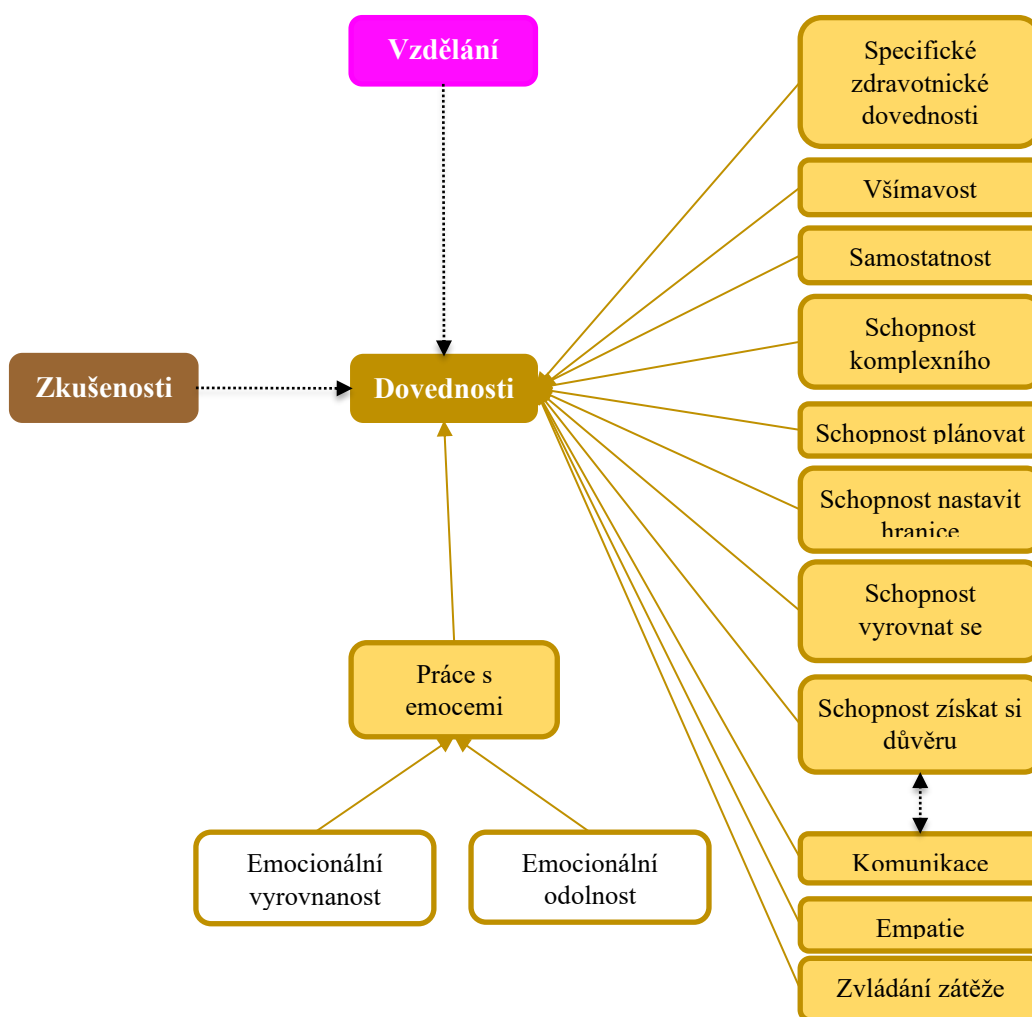 Vzdělání
Specifické
zdravotnické
dovednosti
Všímavost
Samostatnost
Schopnost
komplexního
Zkušenosti
Dovednosti
Schopnost plánovat
Schopnost nastavit
hranice
Schopnost
vyrovnat se
Práce s
emocemi
Schopnost získat si
důvěru
Emocionální
vyrovnanost
Emocionální
odolnost
Komunikace
Empatie
Zvládání zátěže